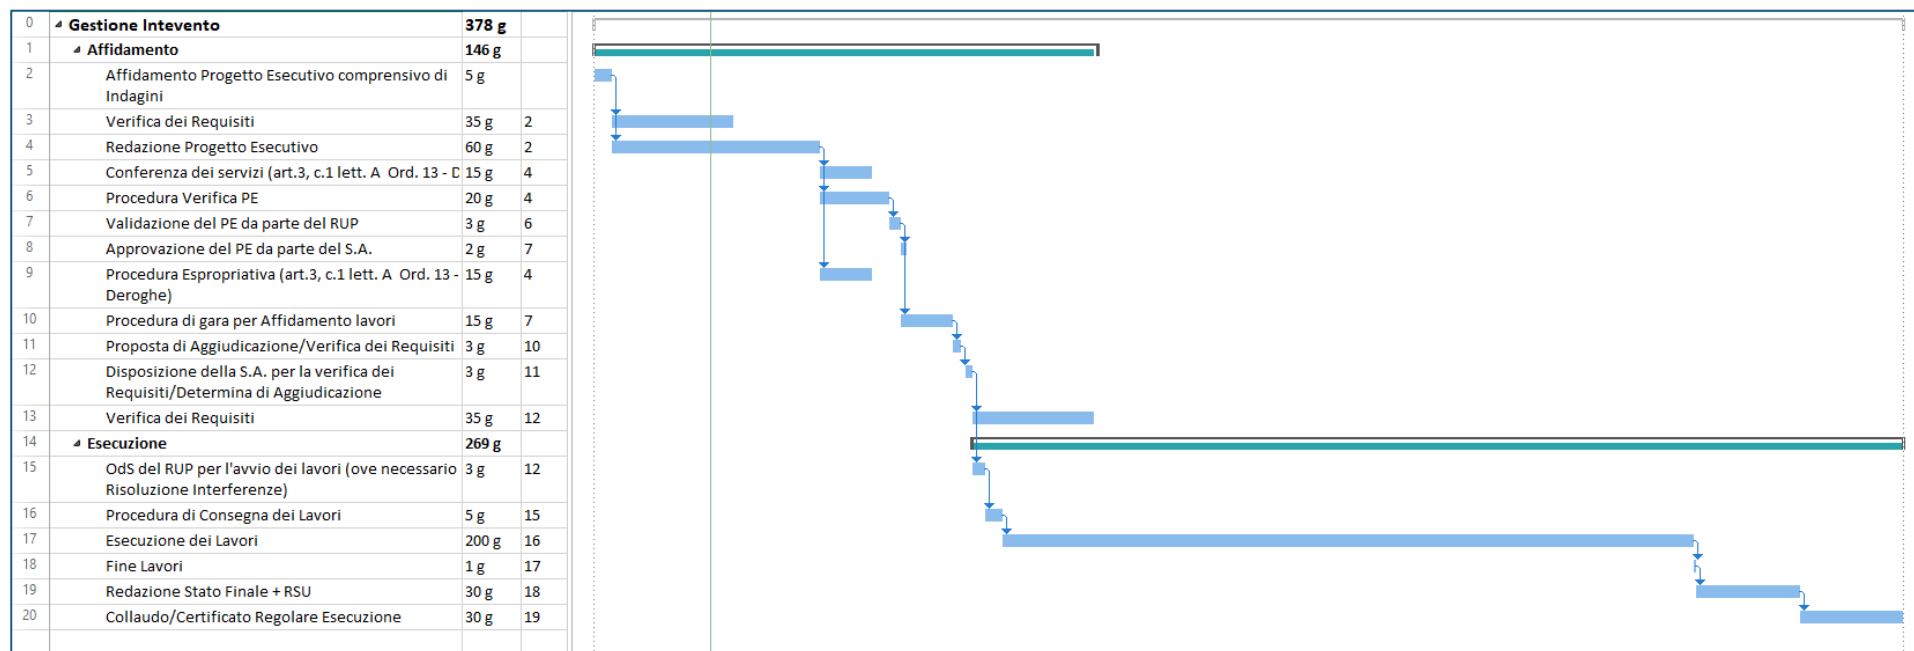 0 Gestione Intevento 378 g
1 Affidamento 146 g
2 Affidamento Progetto Esecutivo comprensivo di 5 g
Indagini
3 Verifica dei Requisiti 35 g 2
4 Redazione Progetto Esecutivo 60 g 2
5 Conferenza dei servizi (art.3, c.1 lett. A Ord. 13 - D 15 g 4
6 Procedura Verifica PE 20 g 4
7 Validazione del PE da parte del RUP 3 g 6
8 Approvazione del PE da parte del S.A. 2 g 7
9 Procedura Espropriativa (art.3, c.1 lett. A Ord. 13 - 15 g 4
Deroghe)
10 Procedura di gara per Affidamento lavori 15 g 7
11 Proposta di Aggiudicazione/Verifica dei Requisiti 3 g 10
12 Disposizione della S.A. per la verifica dei 3 g 11
Requisiti/Determina di Aggiudicazione
13 Verifica dei Requisiti 35 g 12
14 Esecuzione 269 g
15 OdS del RUP per l'avvio dei lavori (ove necessario 3 g 12
Risoluzione Interferenze)
16 Procedura di Consegna dei Lavori 5 g 15
17 Esecuzione dei Lavori 200 g 16
18 Fine Lavori 1 g 17
19 Redazione Stato Finale + RSU 30 g 18
20 Collaudo/Certificato Regolare Esecuzione 30 g 19